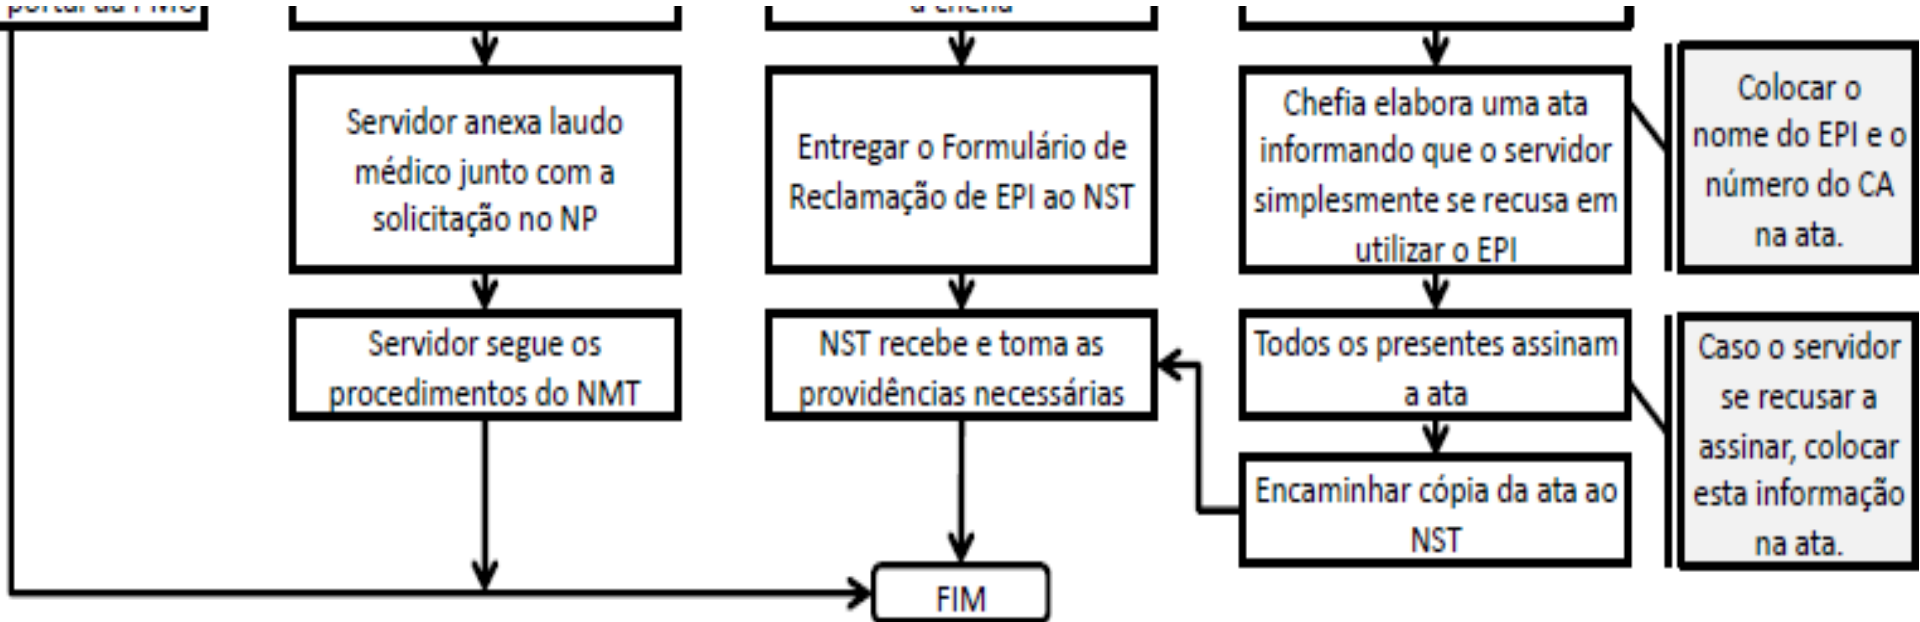 Servidor anexa laudo
médico junto com a
solicitação no NP
Servidor segue os
procedimentos do NMT
Entregar o Formulário de
Reclamação de EPI ao NST
NST recebe e toma as
providências necessárias
FIM
Chefia elabora uma ata
informando que o servidor
simplesmente se recusa em
utilizar o EPI
Todos os presentes assinam
a ata
Encaminhar cópia da ata ao
NST
Colocar o
nome do EPI e o
número do CA
na ata.
Caso o servidor
se recusar a
assinar, colocar
esta informação
na ata.